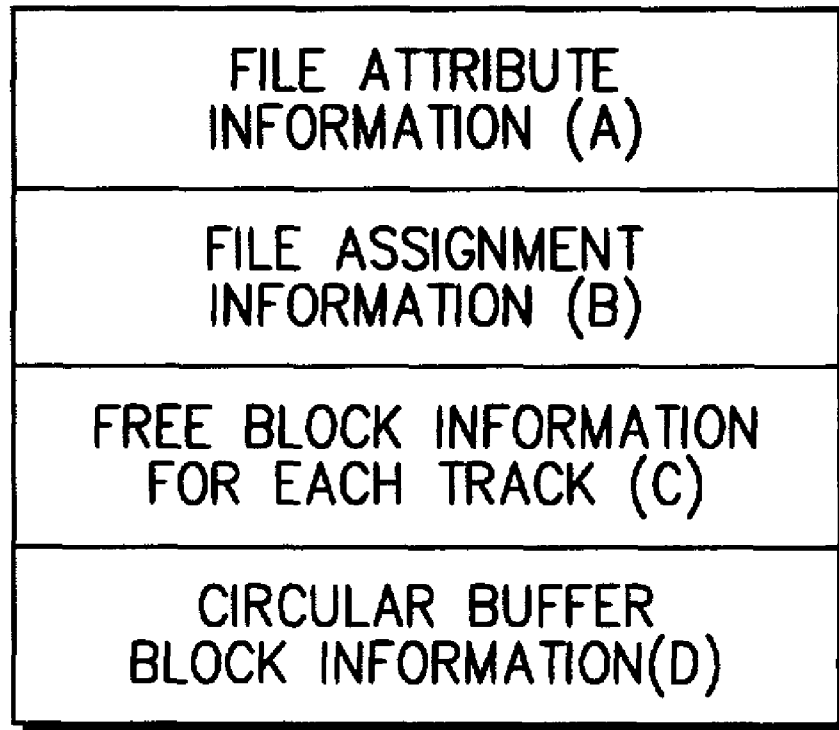 FILE ATTRIBUTE
INFORMATION (A)
FILE ASSIGNMENT
INFORMATION (B)
FREE BLOCK INFORMATION
FOR EACH TRACK (C)
CIRCULAR BUFFER
BLOCK INFORMATION(D)